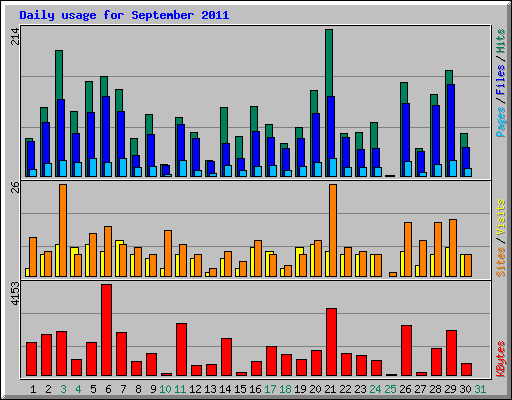 Daily usage for September 2011
214
Pages / Files / Hits
26
Sites / Visits
4153
KBytes
1 2 3 4 5 6 7 8 9 10 11 12 13 14 15 16 17 18 19 20 21 22 23 24 25 26 27 28 29 30 31